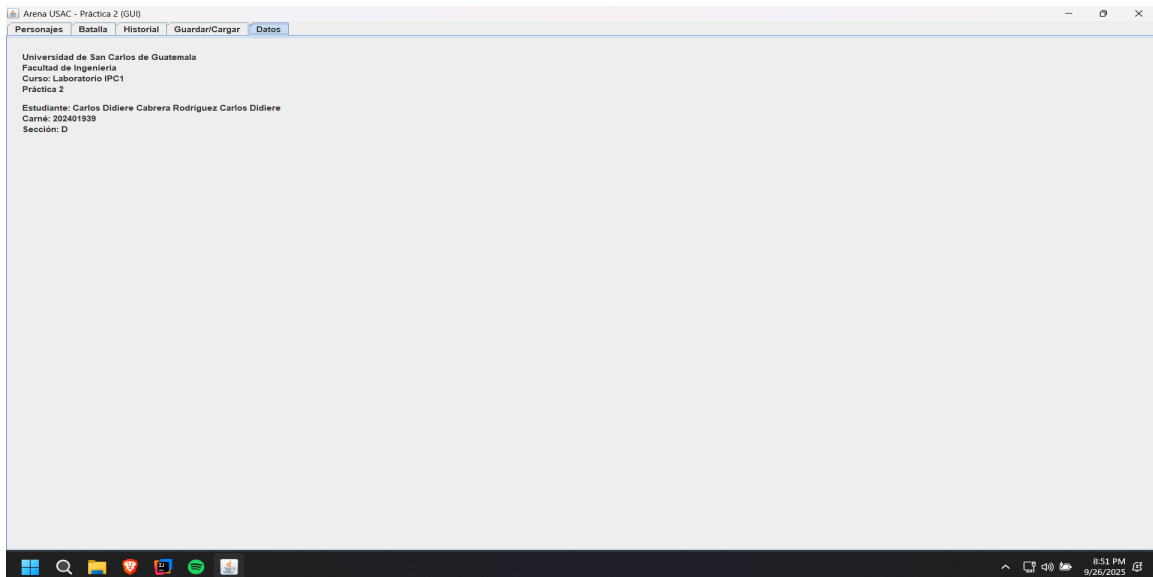 Arena USAC - Práctica 2 (GUI)
Personajes Batalla Historial Guardar/Cargar Datos
Universidad de San Carlos de Guatemala
Facultad de Ingeniería
Curso: Laboratorio IPC1
Práctica 2
Estudiante: Carlos Didiere Cabrera Rodríguez Carlos Didiere
Carné: 202401939
Sección: D
8:51 PM
9/26/2025